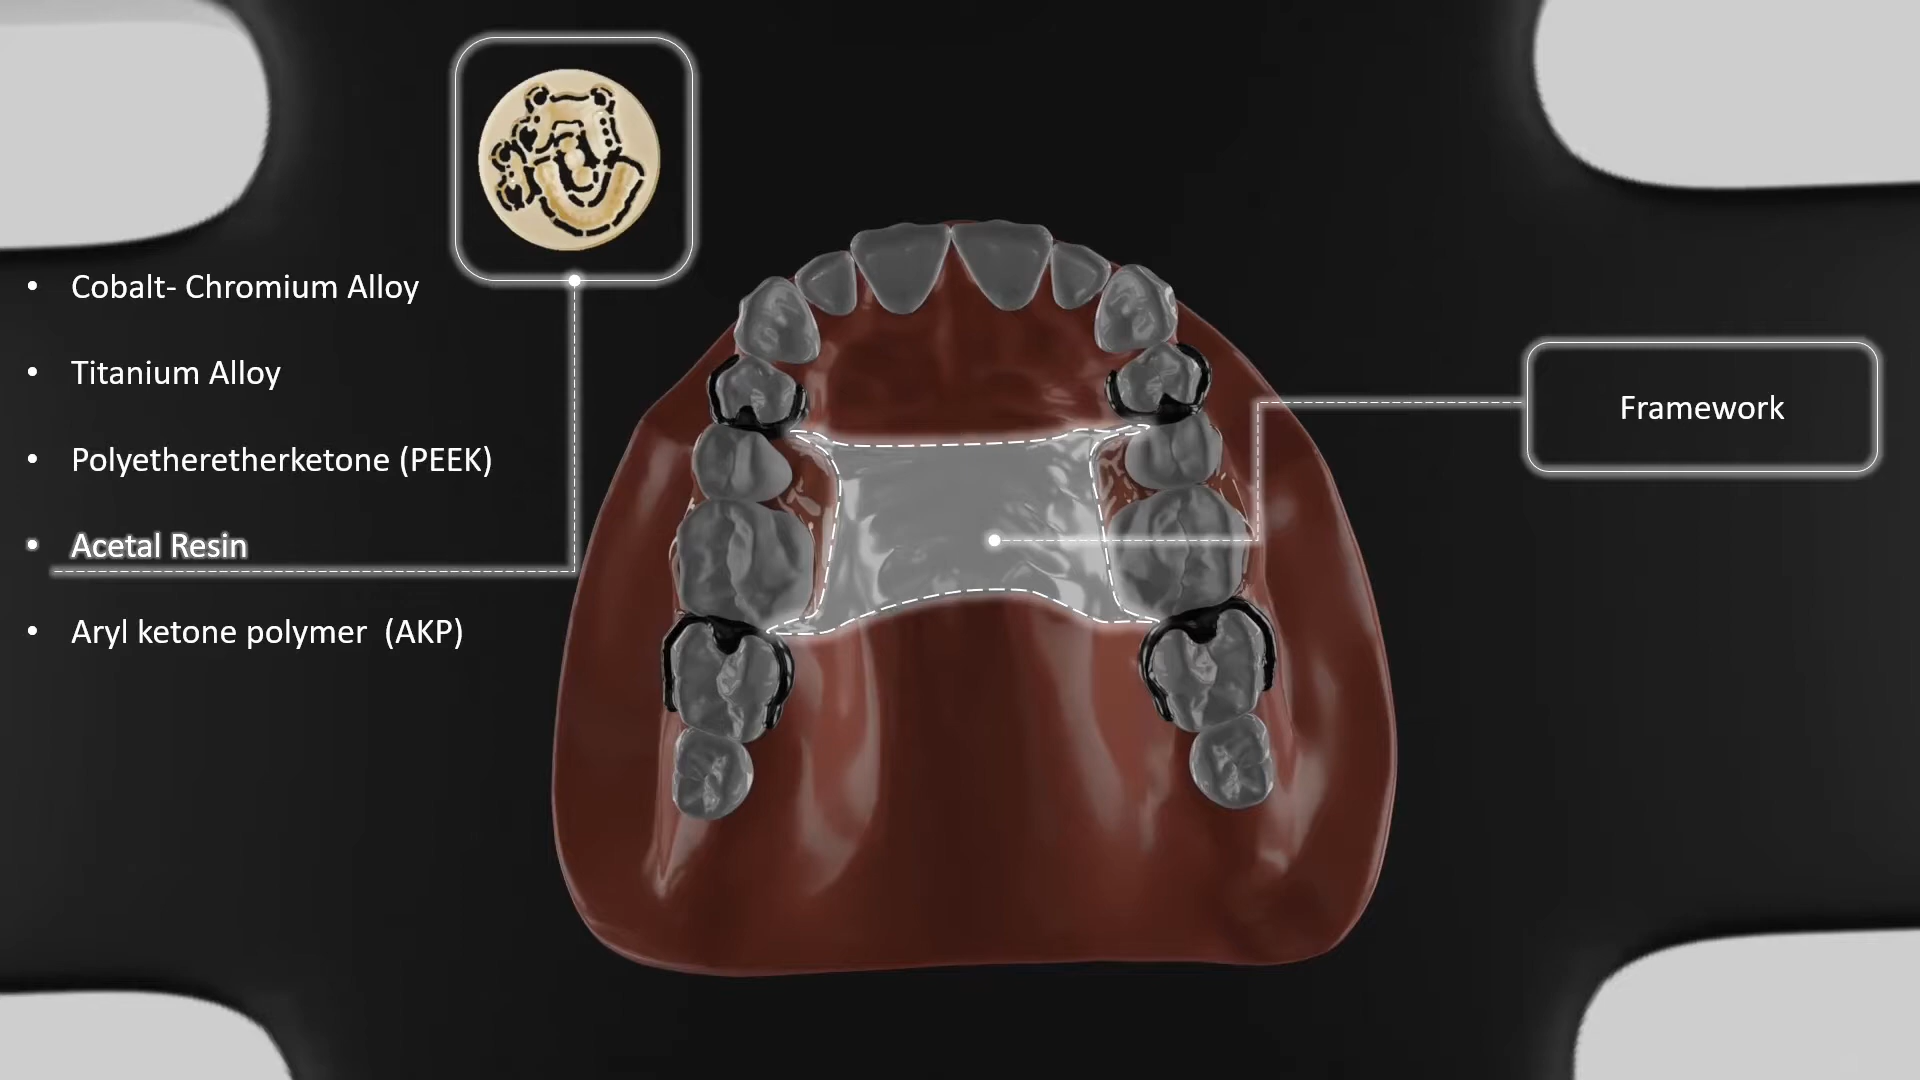 • Cobalt- Chromium Alloy
• Titanium Alloy
• Polyetheretherketone (PEEK)
• Acetal Resin
• Aryl ketone polymer  (AKP)
Framework